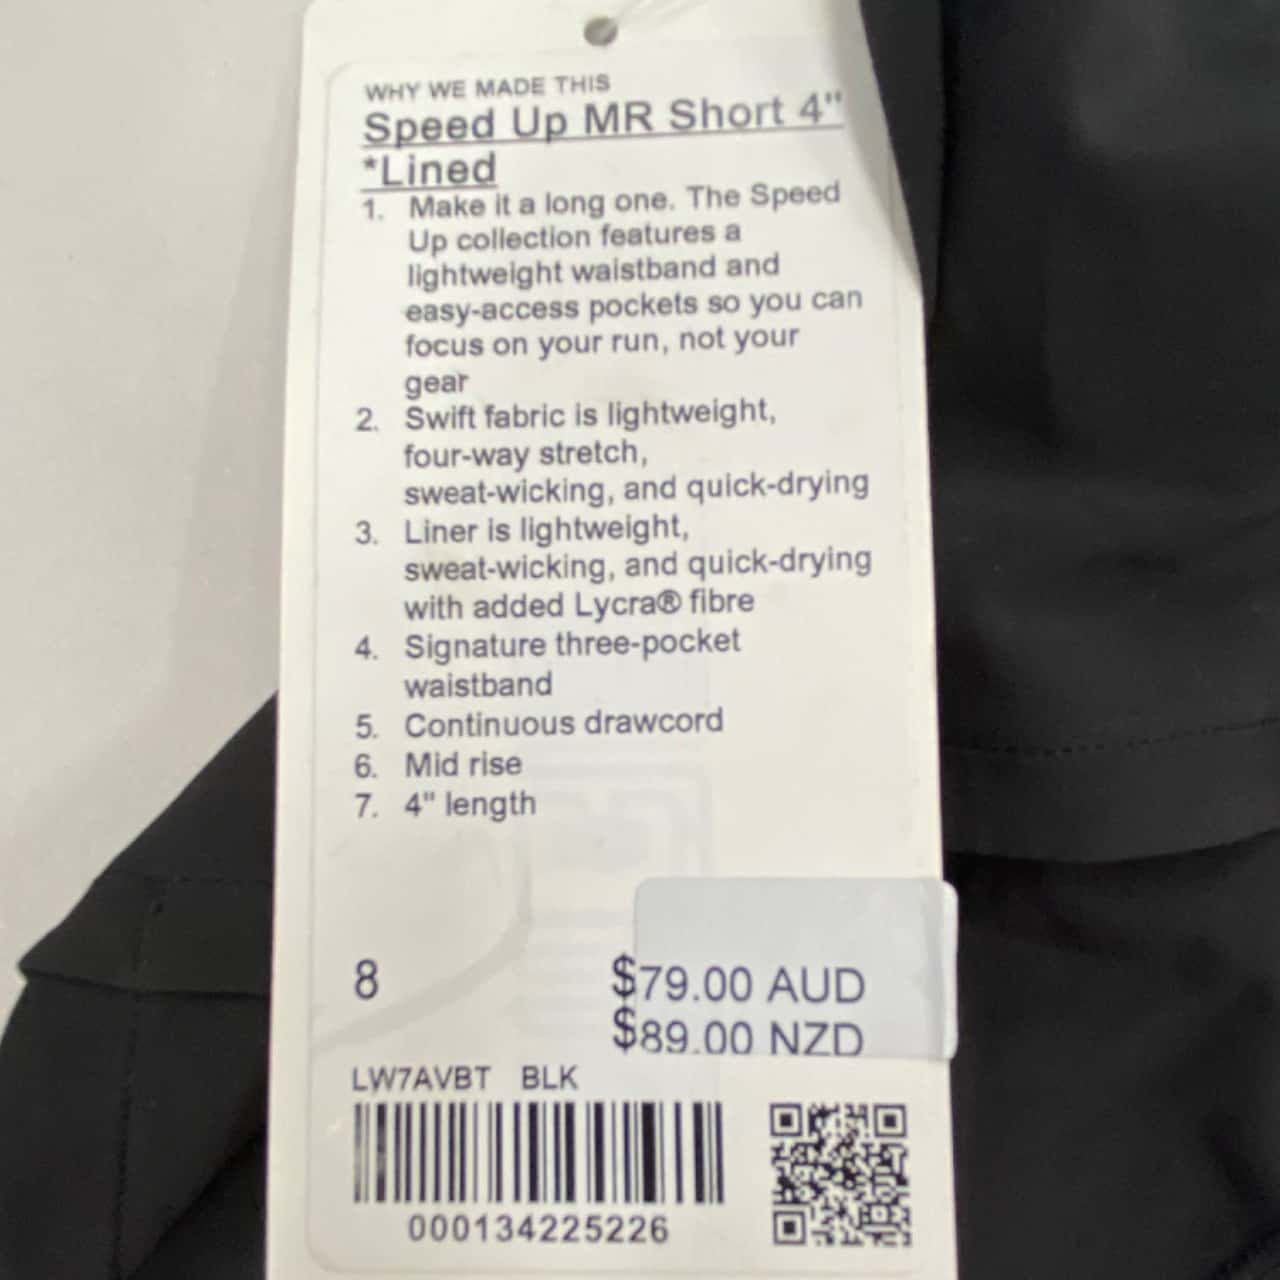 WHY WE MADE THIS
Speed Up MR Short 4"
*Lined
1. Make it a long one. The Speed
Up collection features a
lightweight waistband and
easy-access pockets so you can
focus on your run, not your
gear
2. Swift fabric is lightweight,
four-way stretch,
sweat-wicking, and quick-drying
3. Liner is lightweight,
sweat-wicking, and quick-drying
with added Lycra® fibre
4. Signature three-pocket
waistband
5. Continuous drawcord
6. Mid rise
7. 4" length
8 $79.00 AUD
$89.00 NZD
LW7AVBT BLK
000134225226